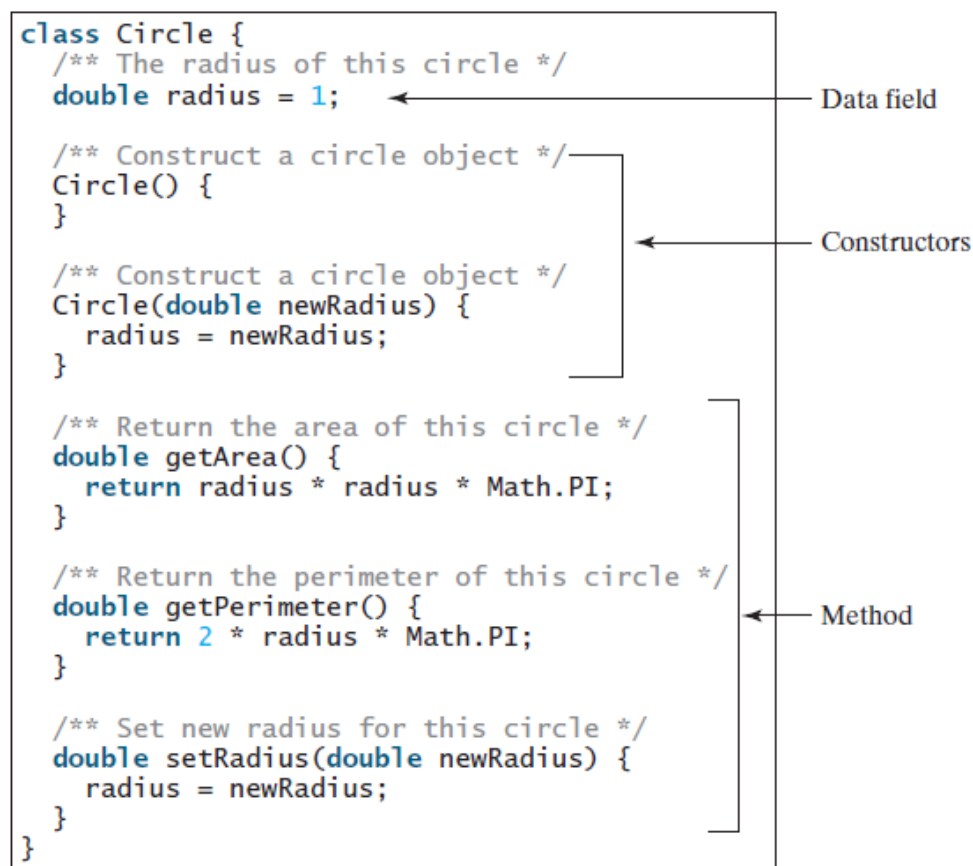 class Circle {
/** The radius of this circle */
double radius = 1;
Data field
/** Construct a circle object */
Circle() {
}
Constructors
/** Construct a circle object */
Circle(double newRadius) {
radius = newRadius;
}
/** Return the area of this circle */
double getArea() {
return radius * radius * Math.PI;
}
/** Return the perimeter of this circle */
double getPerimeter() {
return 2 * radius * Math.PI;
}
Method
/** Set new radius for this circle */
double setRadius(double newRadius) {
radius = newRadius;
}
}